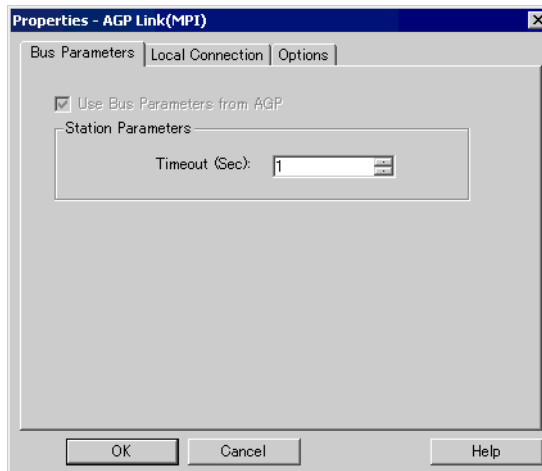 Properties - AGP Link(MPI)
Bus Parameters Local Connection Options
Use Bus Parameters from AGP
Station Parameters
Timeout (Sec): 1
OK Cancel Help